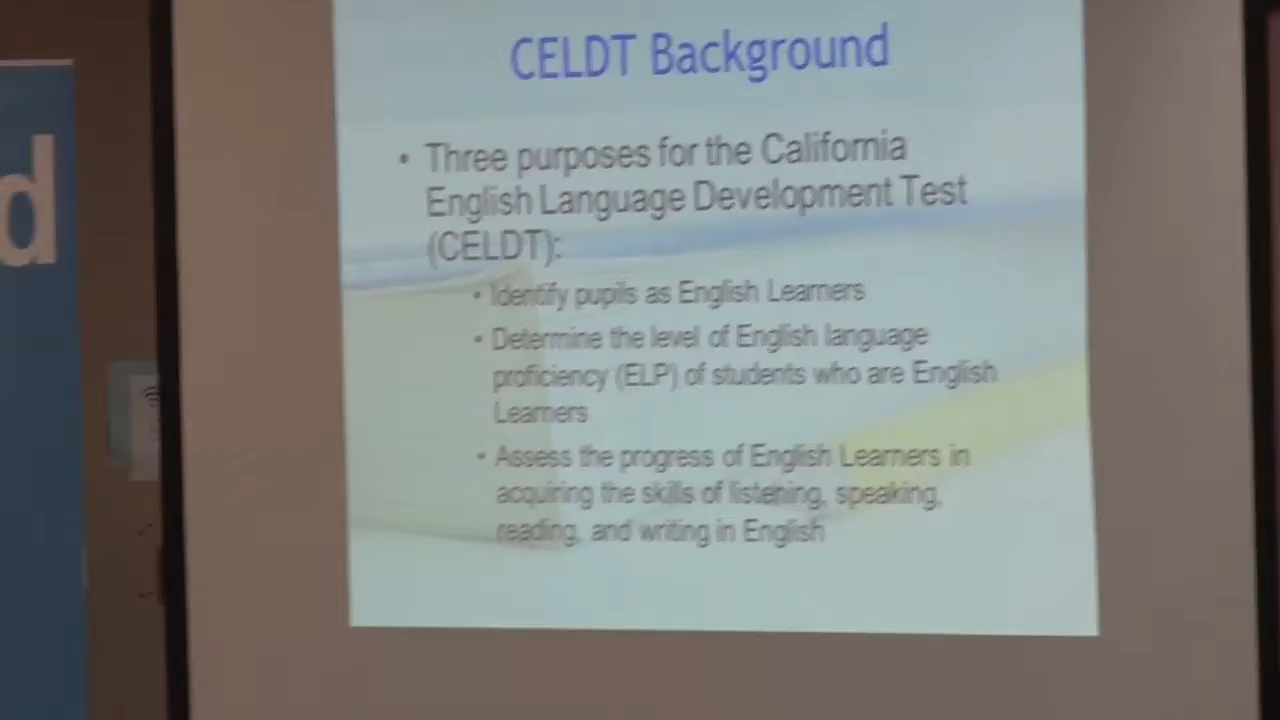 CELDT Background
• Three purposes for the California
English Language Development Test
(CELDT):
• Identify pupils as English Learners
• Determine the level of English language
proficiency (ELP) of students who are English
Learners
• Assess the progress of English Learners in
acquiring the skills of listening, speaking,
reading, and writing in English
d